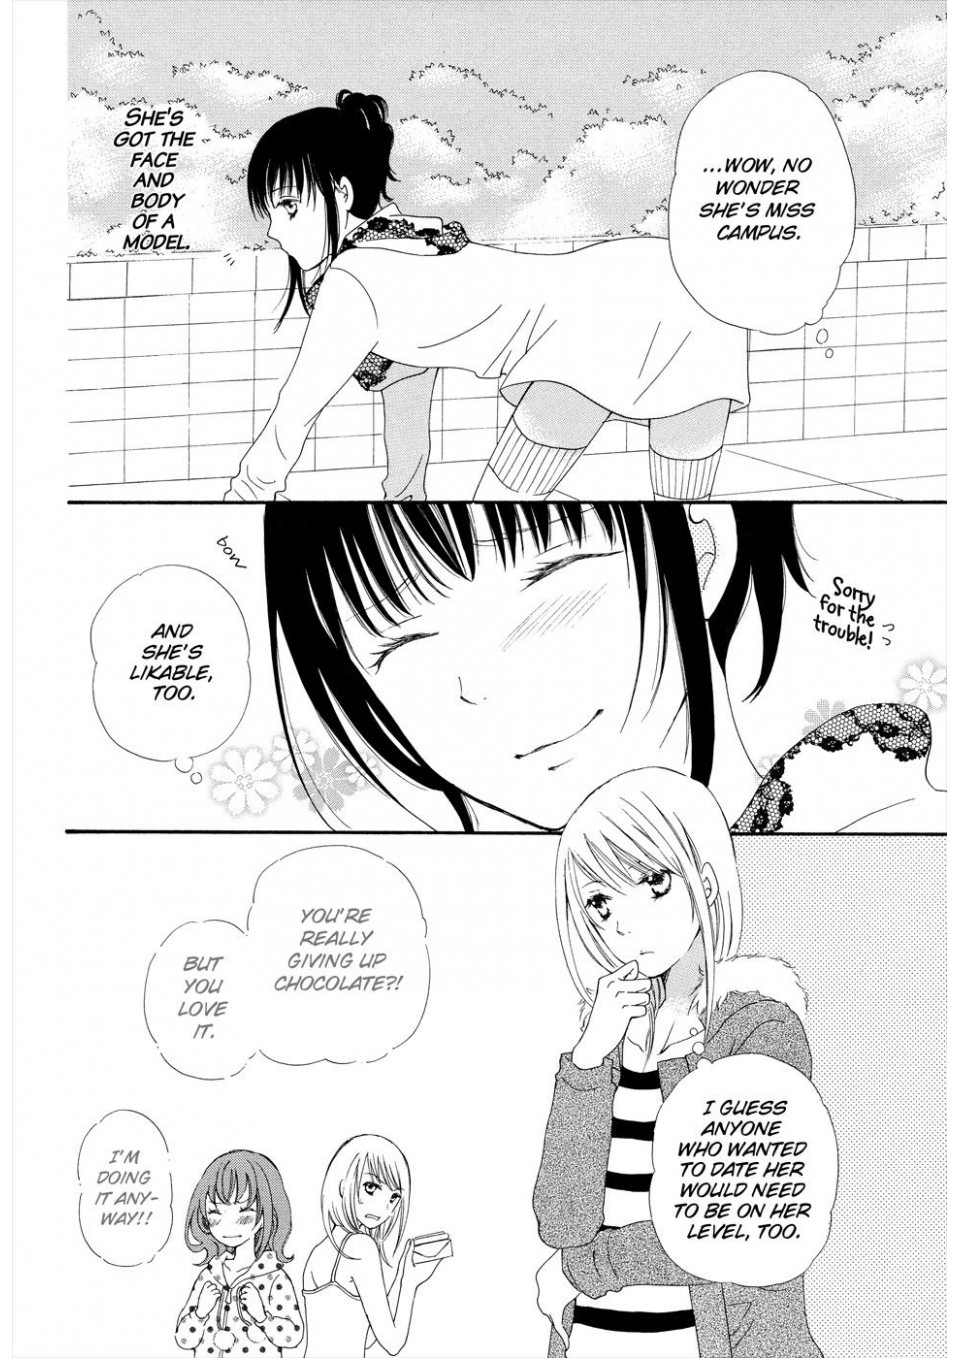 ...WOW, NO
WONDER
SHE'S MISS
CAMPUS.
SHE'S
GOT THE
FACE
AND
BODY
OF A
MODEL.
Sorry
for the
trouble!
bow
AND
SHE'S
LIKABLE,
TOO.
YOU'RE
REALLY
GIVING UP
CHOCOLATE?!
BUT
YOU
LOVE
IT.
I'M
DOING
IT ANY-
WAY!!
I GUESS
ANYONE
WHO WANTED
TO DATE HER
WOULD NEED
TO BE ON HER
LEVEL, TOO.